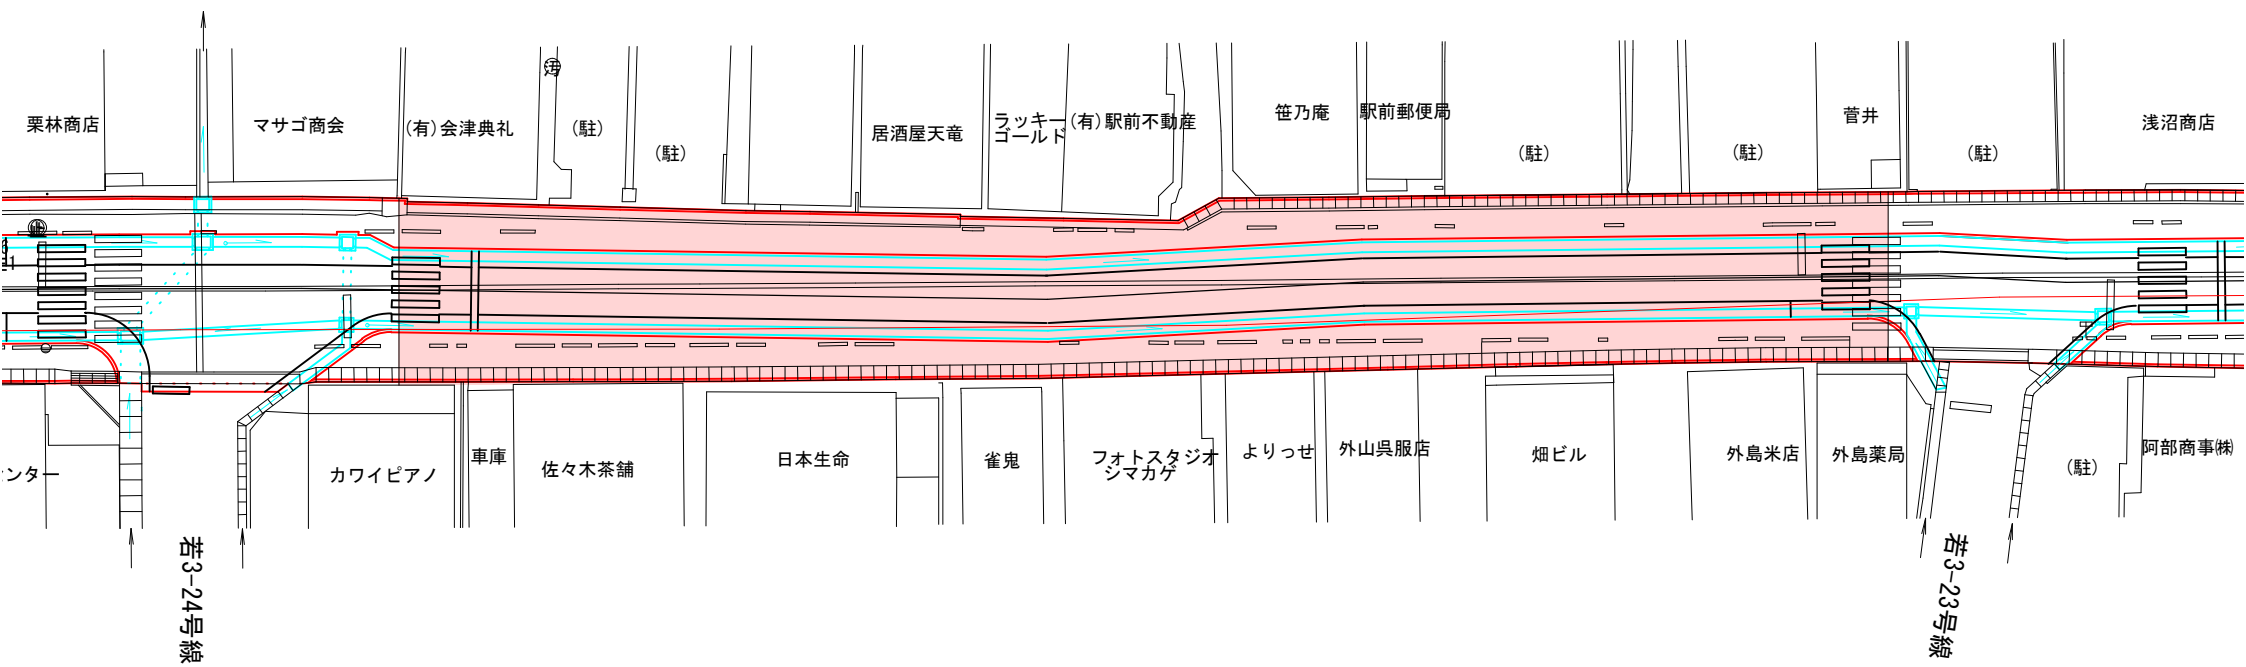 汚
栗林商店
マサゴ商会
(有)会津典礼
(駐)
(駐)
居酒屋天竜
ラッキー
ゴールド
(有)駅前不動産
笹乃庵
駅前郵便局
(駐)
(駐)
菅井
(駐)
浅沼商店
ンター
カワイピアノ
車庫
佐々木茶舗
日本生命
雀鬼
フォトスタジオ
シマカゲ
よりっせ
外山呉服店
畑ビル
外島米店
外島薬局
(駐)
阿部商事㈱
若3-24号線
若3-23号線